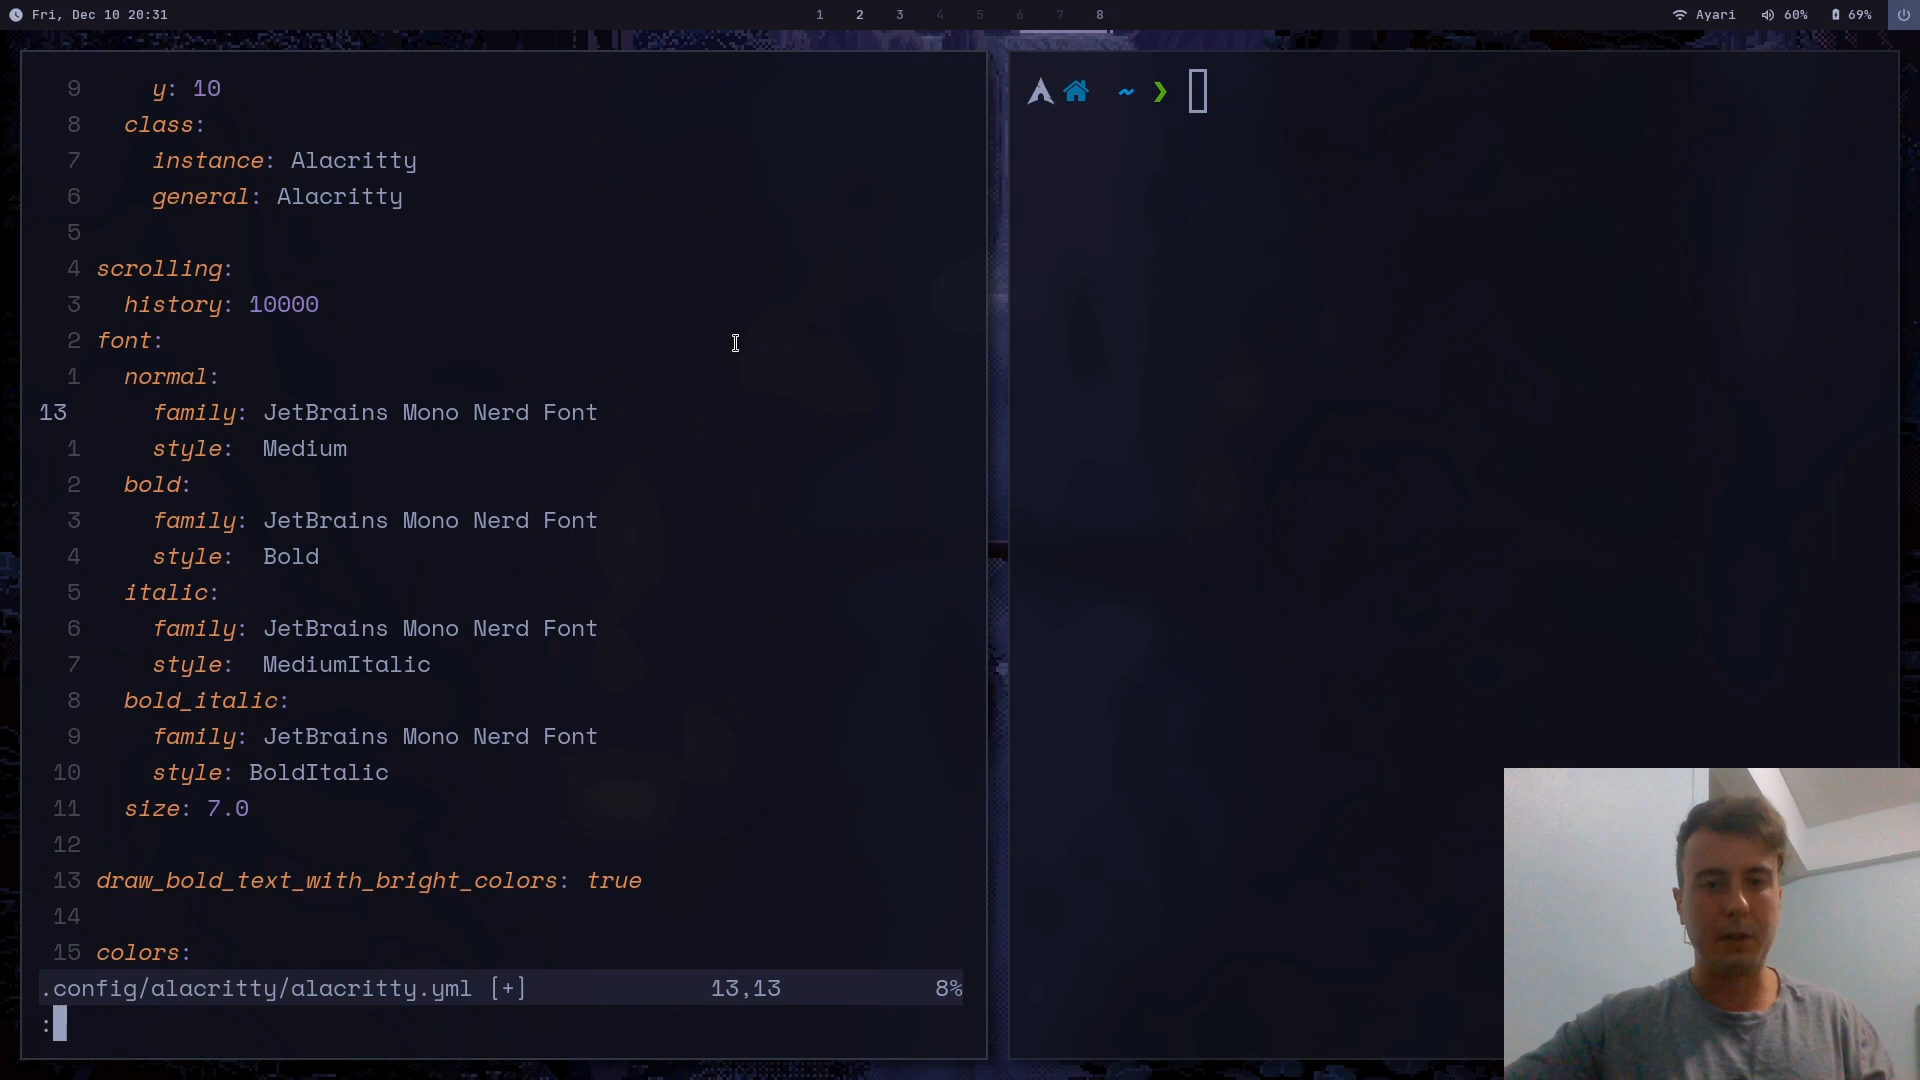 Fri, Dec 10 20:31
1 2 3 4 5 6 7 8
Ayari 60% 69%
9 y: 10
8 class:
7 instance: Alacritty
6 general: Alacritty
5
4 scrolling:
3 history: 10000
2 font:
1 normal:
13 family: JetBrains Mono Nerd Font
1 style: Medium
2 bold:
3 family: JetBrains Mono Nerd Font
4 style: Bold
5 italic:
6 family: JetBrains Mono Nerd Font
7 style: MediumItalic
8 bold_italic:
9 family: JetBrains Mono Nerd Font
10 style: BoldItalic
11 size: 7.0
12
13 draw_bold_text_with_bright_colors: true
14
15 colors:
.config/alacritty/alacritty.yml [+] 13,13 8%
:
~ ❯